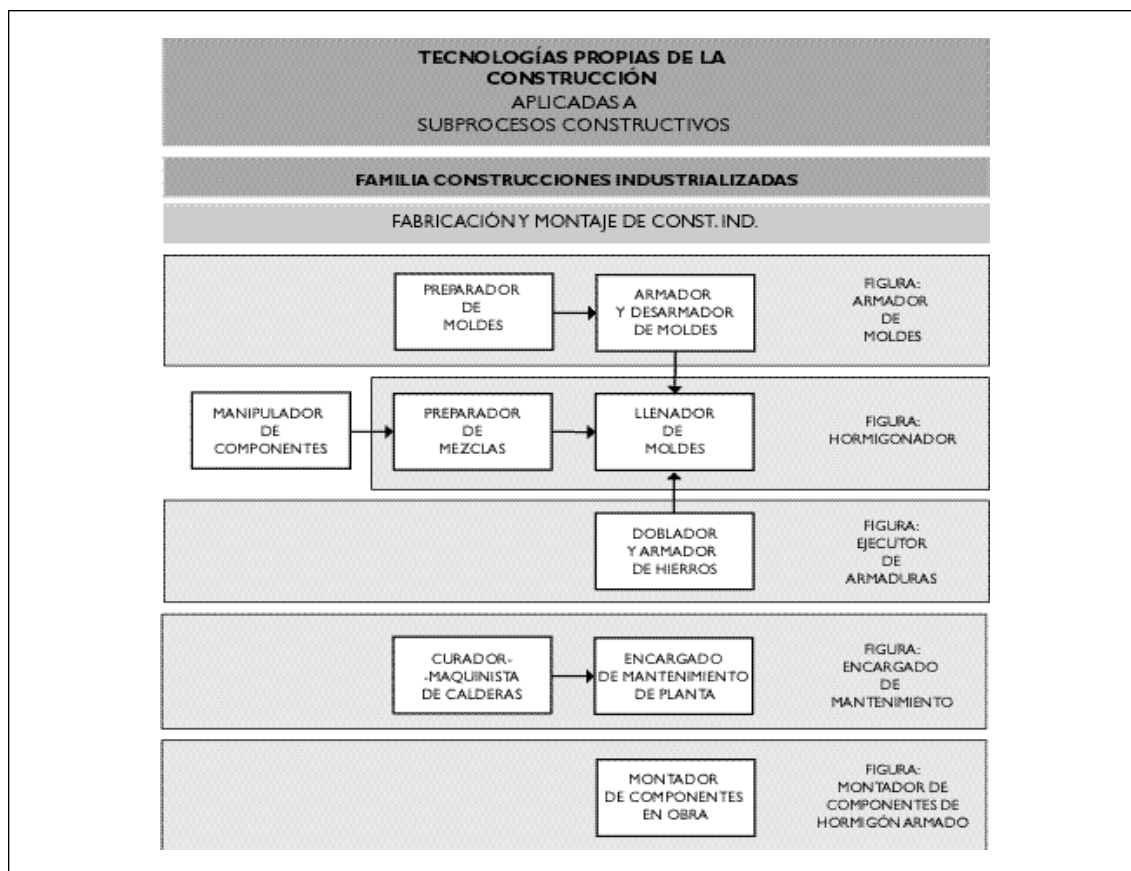 TECNOLOGÍAS PROPIAS DE LA
CONSTRUCCIÓN
APLICADAS A
SUBPROCESOS CONSTRUCTIVOS
FAMILIA CONSTRUCCIONES INDUSTRIALIZADAS
FABRICACIÓN Y MONTAJE DE CONST. IND.
PREPARADOR
DE
MOLDES
ARMADOR
Y DESARMADOR
DE MOLDES
FIGURA:
ARMADOR
DE
MOLDES
MANIPULADOR
DE
COMPONENTES
PREPARADOR
DE
MEZCLAS
LLENADOR
DE
MOLDES
FIGURA:
HORMIGONADOR
DOBLADOR
Y ARMADOR
DE HIERROS
FIGURA:
EJECUTOR
DE
ARMADURAS
CURADOR-
-MAQUINISTA
DE CALDERAS
ENCARGADO
DE MANTENIMIENTO
DE PLANTA
FIGURA:
ENCARGADO
DE
MANTENIMIENTO
MONTADOR
DE COMPONENTES
EN OBRA
FIGURA:
MONTADOR DE
COMPONENTES DE
HORMIGÓN ARMADO